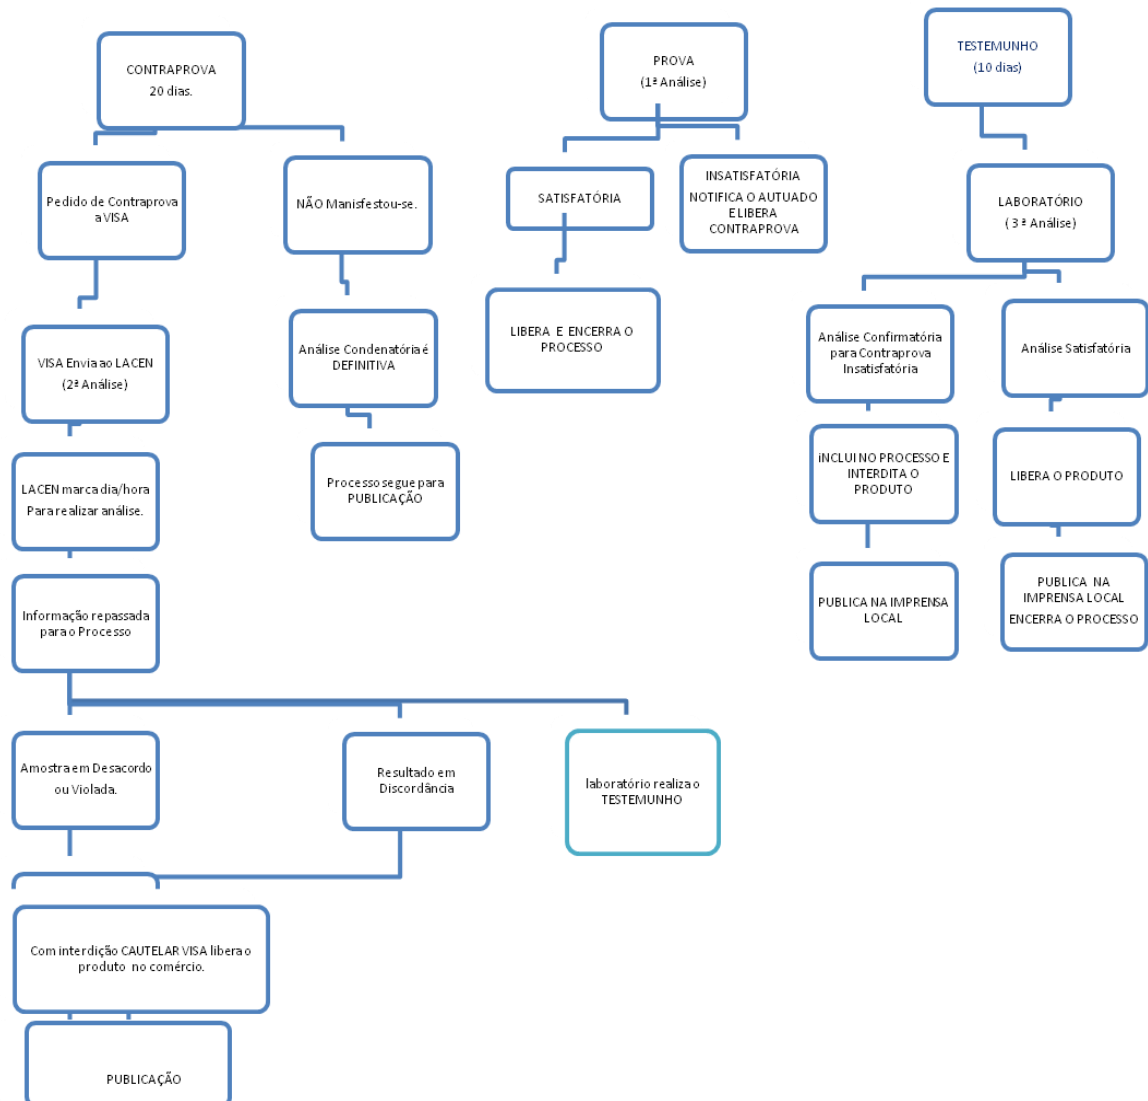 CONTRAPROVA
20 dias.
PROVA
(1ª Análise)
TESTEMUNHO
(10 dias)
Pedido de Contraprova
a VISA
NÃO Manisfestou-se.
SATISFATÓRIA
INSATISFATÓRIA
NOTIFICA O AUTUADO
E LIBERA
CONTRAPROVA
LABORATÓRIO
( 3ª Análise)
VISA Envia ao LACEN
(2ª Análise)
Análise Condenatória é
DEFINITIVA
LIBERA E ENCERRA O
PROCESSO
Análise Confirmatória
para Contraprova
Insatisfatória
Análise Satisfatória
LACEN marca dia/hora
Para realizar análise.
Processo segue para
PUBLICAÇÃO
iNCLUI NO PROCESSO E
INTERDITA O
PRODUTO
LIBERA O PRODUTO
Informação repassada
para o Processo
PUBLICA NA IMPRENSA
LOCAL
PUBLICA NA
IMPRENSA LOCAL
ENCERRA O PROCESSO
Amostra em Desacordo
ou Violada.
Resultado em
Discordância
laboratório realiza o
TESTEMUNHO
Com interdição CAUTELAR VISA libera o
produto no comércio.
PUBLICAÇÃO